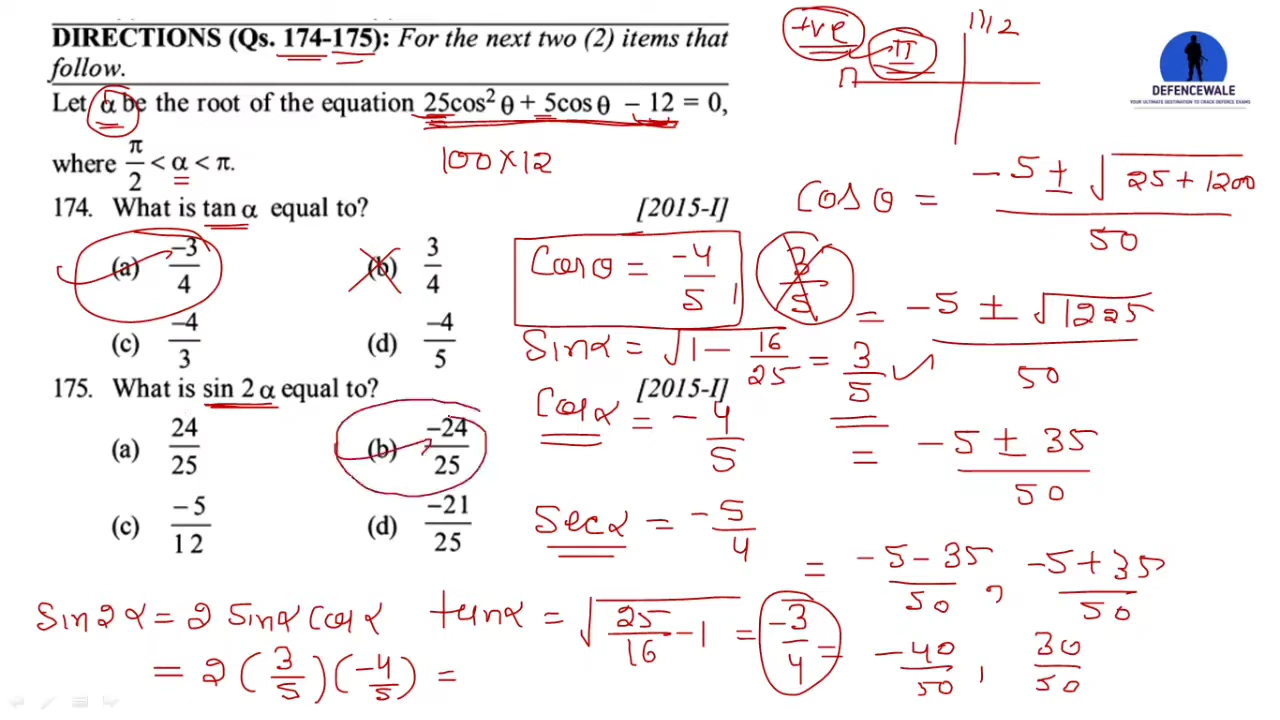 DIRECTIONS (Qs. 174-175): For the next two (2) items that
follow.
Let α be the root of the equation 25cos² θ + 5cos θ − 12 = 0,
where π/2 < α < π.
174. What is tan α equal to? [2015-I]
(a) −3/4 (b) 3/4
(c) −4/3 (d) −4/5
175. What is sin 2 α equal to? [2015-I]
(a) 24/25 (b) −24/25
(c) −5/12 (d) −21/25
+ve
II
DEFENCEWALE
YOUR ULTIMATE DESTINATION TO CRACK DEFENCE EXAMS
100 × 12
Cos θ = −5 ± √25 + 1200 / 50
Cos θ = −4/5, 3/5
= −5 ± √1225 / 50
Sin α = √1 − 16/25 = 3/5
Cos α = −4/5
= −5 ± 35 / 50
Sec α = −5/4
= −5 − 35 / 50, −5 + 35 / 50
Sin 2α = 2 Sin α Cos α
= 2 (3/5) (−4/5) =
tan α = √25/16 − 1 = −3/4
= −40/50, 30/50